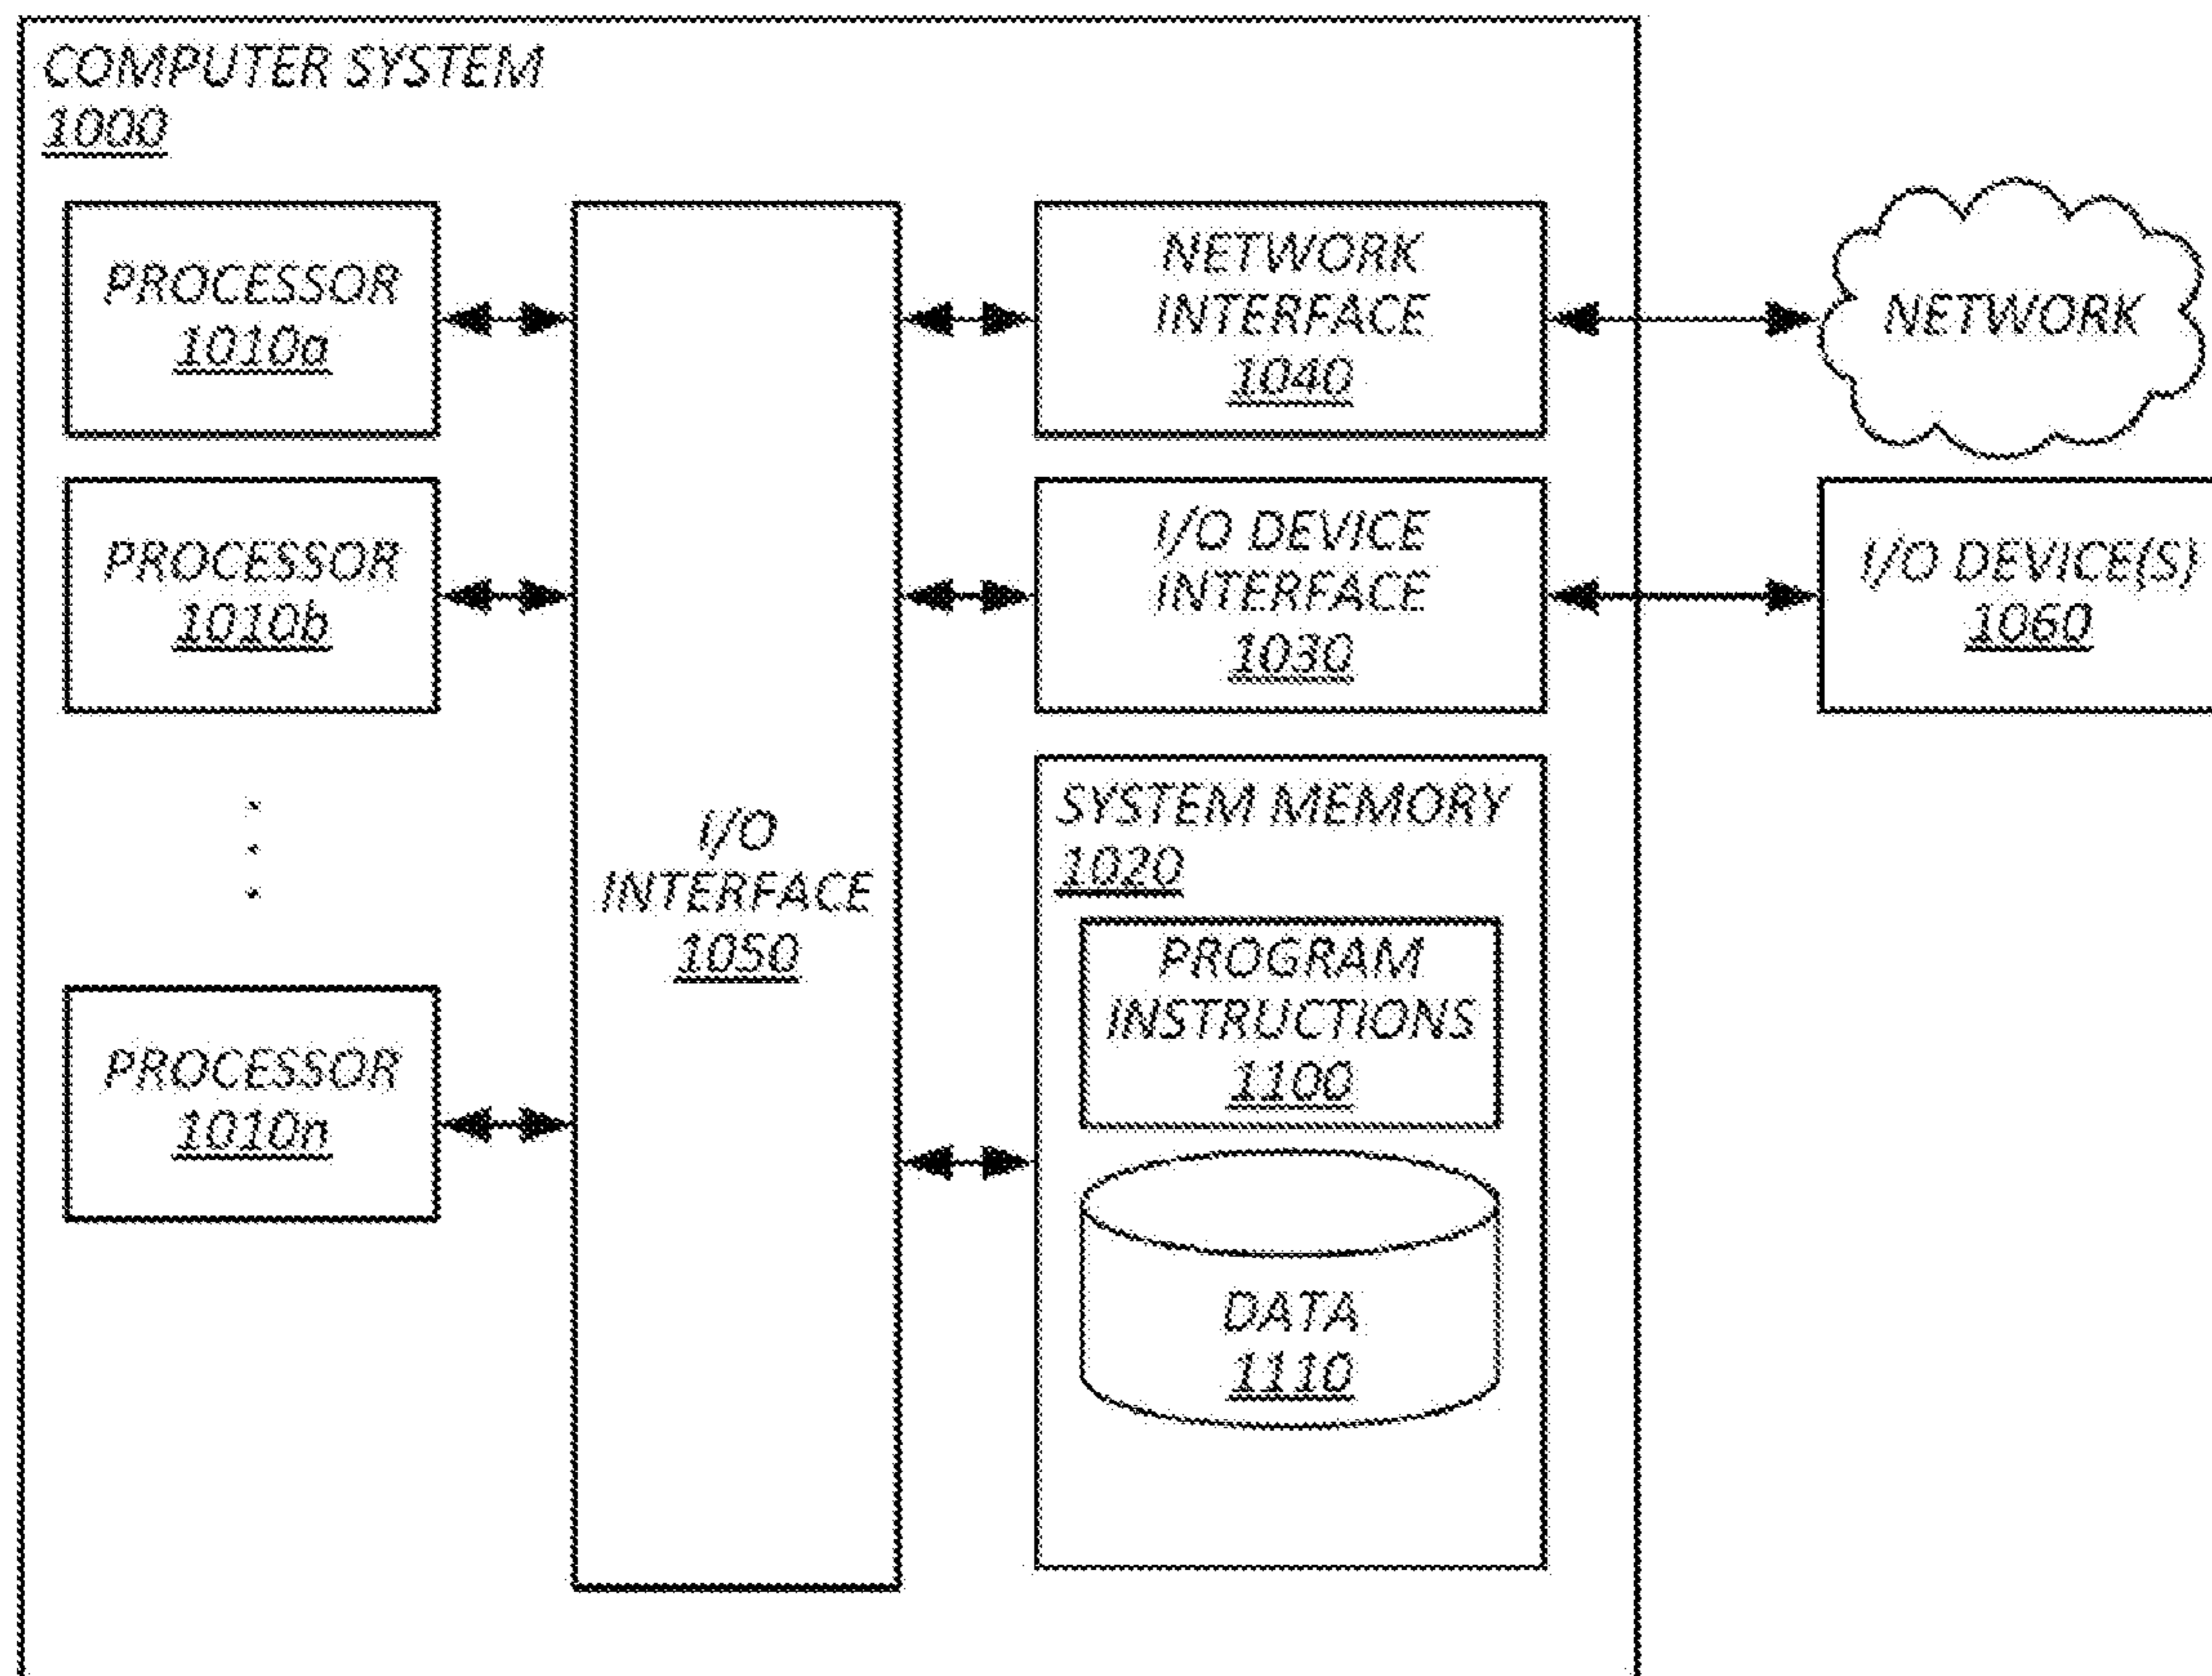 COMPUTER SYSTEM
1000
PROCESSOR
1010a
PROCESSOR
1010b
PROCESSOR
1010n
I/O
INTERFACE
1050
NETWORK
INTERFACE
1040
I/O DEVICE
INTERFACE
1030
SYSTEM MEMORY
1020
PROGRAM
INSTRUCTIONS
1100
DATA
1110
NETWORK
I/O DEVICE(S)
1060